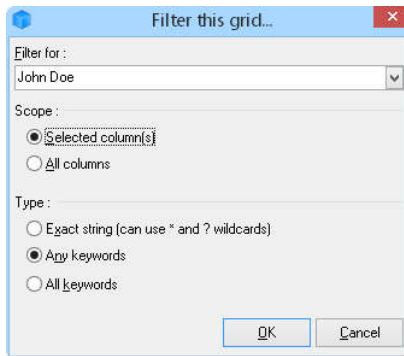 Filter this grid...
Filter for :
John Doe
Scope :
Selected column(s)
All columns
Type :
Exact string (can use * and ? wildcards)
Any keywords
All keywords
OK Cancel